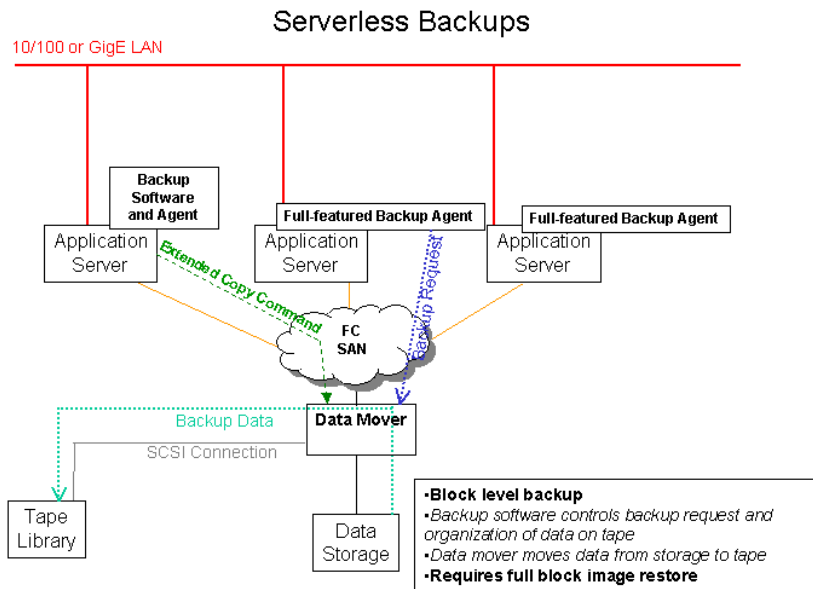 Serverless Backups
10/100 or GigE LAN
Backup
Software
and Agent
Full-featured Backup Agent
Full-featured Backup Agent
Application
Server
Application
Server
Application
Server
Extended Copy Command
Backup Request
FC
SAN
Backup Data
Data Mover
SCSI Connection
Tape
Library
Data
Storage
•Block level backup
•Backup software controls backup request and
organization of data on tape
•Data mover moves data from storage to tape
•Requires full block image restore